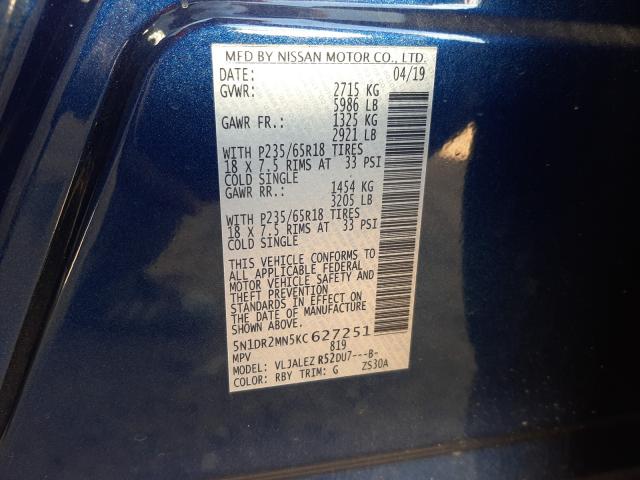 MFD BY NISSAN MOTOR CO., LTD.
DATE: 04/19
GVWR: 2715 KG
5986 LB
GAWR FR.: 1325 KG
2921 LB
WITH P235/65R18 TIRES
18 X 7.5 RIMS AT 33 PSI
COLD SINGLE
GAWR RR.: 1454 KG
3205 LB
WITH P235/65R18 TIRES
18 X 7.5 RIMS AT 33 PSI
COLD SINGLE
THIS VEHICLE CONFORMS TO
ALL APPLICABLE FEDERAL
MOTOR VEHICLE SAFETY AND
THEFT PREVENTION
STANDARDS IN EFFECT ON
THE DATE OF MANUFACTURE
SHOWN ABOVE.
5N1DR2MN5KC627251
MPV 819
MODEL: VLJALEZ R52DU7---B-
COLOR: RBY TRIM: G ZS30A